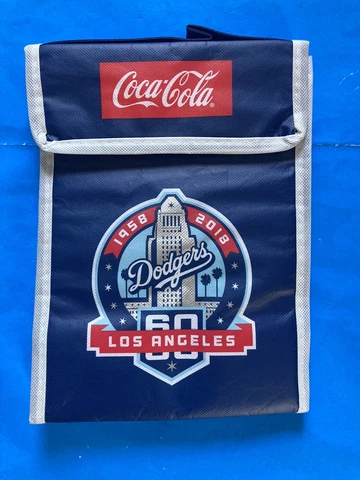 Coca-Cola®
1958 2018
Dodgers
60
LOS ANGELES